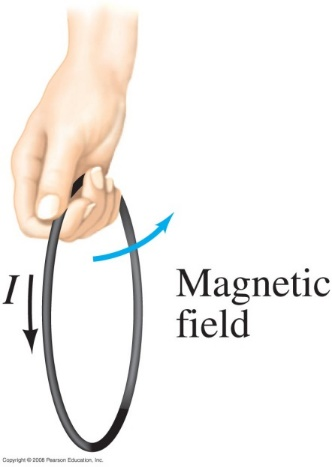 I
Magnetic
field
Copyright © 2008 Pearson Education, Inc.